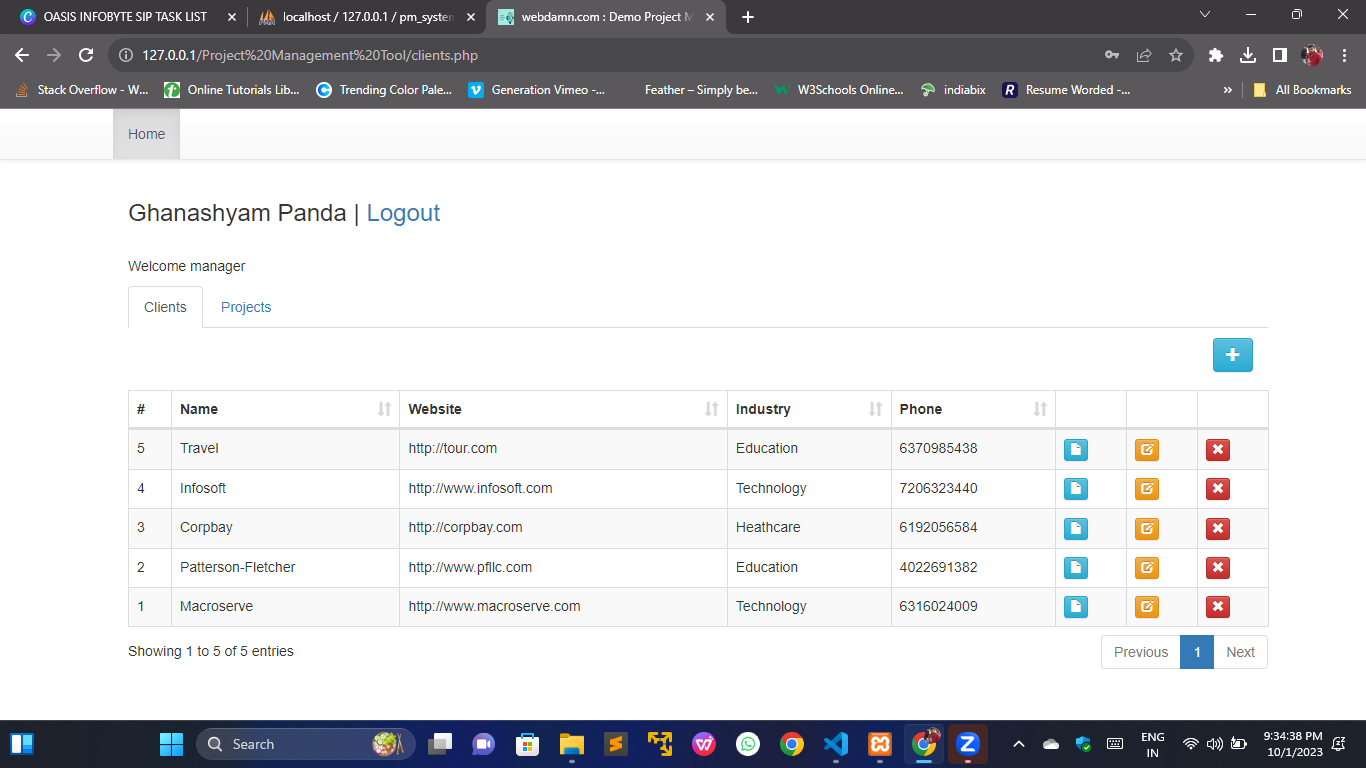 OASIS INFOBYTE SIP TASK LIST
localhost / 127.0.0.1 / pm_system
webdamn.com : Demo Project M
127.0.0.1/Project%20Management%20Tool/clients.php
Stack Overflow - W...
Online Tutorials Lib...
Trending Color Pale...
Generation Vimeo -...
Feather – Simply be...
W3Schools Online...
indiabix
Resume Worded -...
»
All Bookmarks
Home
Ghanashyam Panda | Logout
Welcome manager
Clients Projects
# Name Website Industry Phone
5 Travel http://tour.com Education 6370985438
4 Infosoft http://www.infosoft.com Technology 7206323440
3 Corpbay http://corpbay.com Heathcare 6192056584
2 Patterson-Fletcher http://www.pfllc.com Education 4022691382
1 Macroserve http://www.macroserve.com Technology 6316024009
Showing 1 to 5 of 5 entries
Previous 1 Next
Search
ENG
IN
9:34:38 PM
10/1/2023